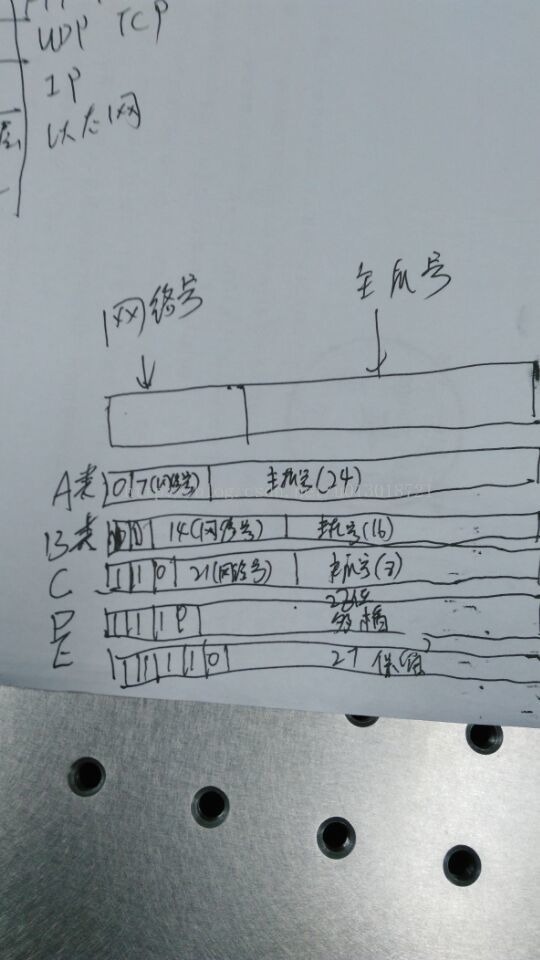 UDP TCP
IP
层 以太网
网络号 主机号
A类 0 7(网络号) 主机号(24)
B类 1 0 14(网络号) 主机号(16)
C 1 1 0 21(网络号) 主机号(8)
D 1 1 1 0 多播
E 1 1 1 1 0 27 保留